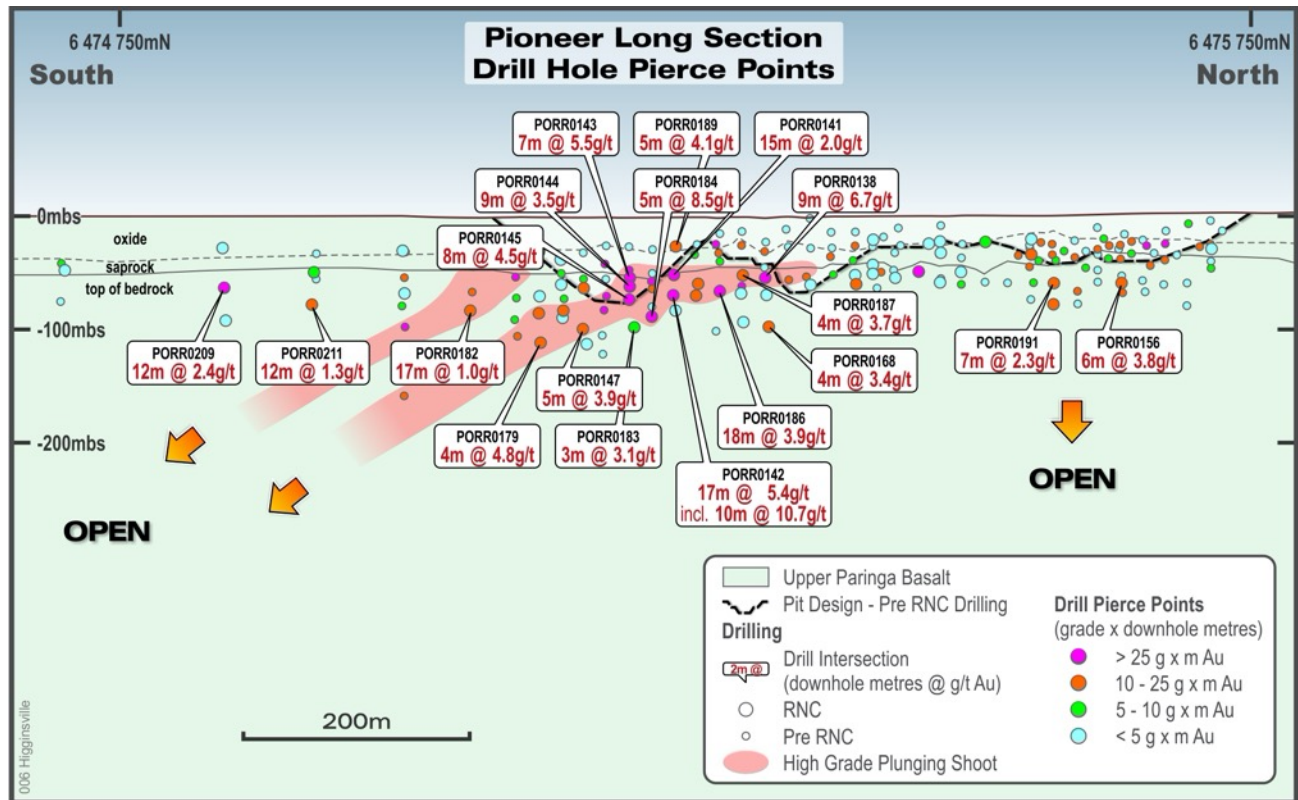 6 474 750mN
South
Pioneer Long Section
Drill Hole Pierce Points
6 475 750mN
North
PORR0143
7m @ 5.5g/t
PORR0189
5m @ 4.1g/t
PORR0141
15m @ 2.0g/t
PORR0144
9m @ 3.5g/t
PORR0184
5m @ 8.5g/t
PORR0138
9m @ 6.7g/t
PORR0145
8m @ 4.5g/t
0mbs
oxide
saprock
top of bedrock
-100mbs
-200mbs
PORR0209
12m @ 2.4g/t
PORR0211
12m @ 1.3g/t
PORR0182
17m @ 1.0g/t
PORR0147
5m @ 3.9g/t
PORR0187
4m @ 3.7g/t
PORR0168
4m @ 3.4g/t
PORR0191
7m @ 2.3g/t
PORR0156
6m @ 3.8g/t
PORR0179
4m @ 4.8g/t
PORR0183
3m @ 3.1g/t
PORR0186
18m @ 3.9g/t
PORR0142
17m @ 5.4g/t
incl. 10m @ 10.7g/t
OPEN
OPEN
200m
006 Higginsville
Upper Paringa Basalt
Pit Design - Pre RNC Drilling
Drilling
2m @
Drill Intersection
(downhole metres @ g/t Au)
RNC
Pre RNC
High Grade Plunging Shoot
Drill Pierce Points
(grade x downhole metres)
> 25 g x m Au
10 - 25 g x m Au
5 - 10 g x m Au
< 5 g x m Au